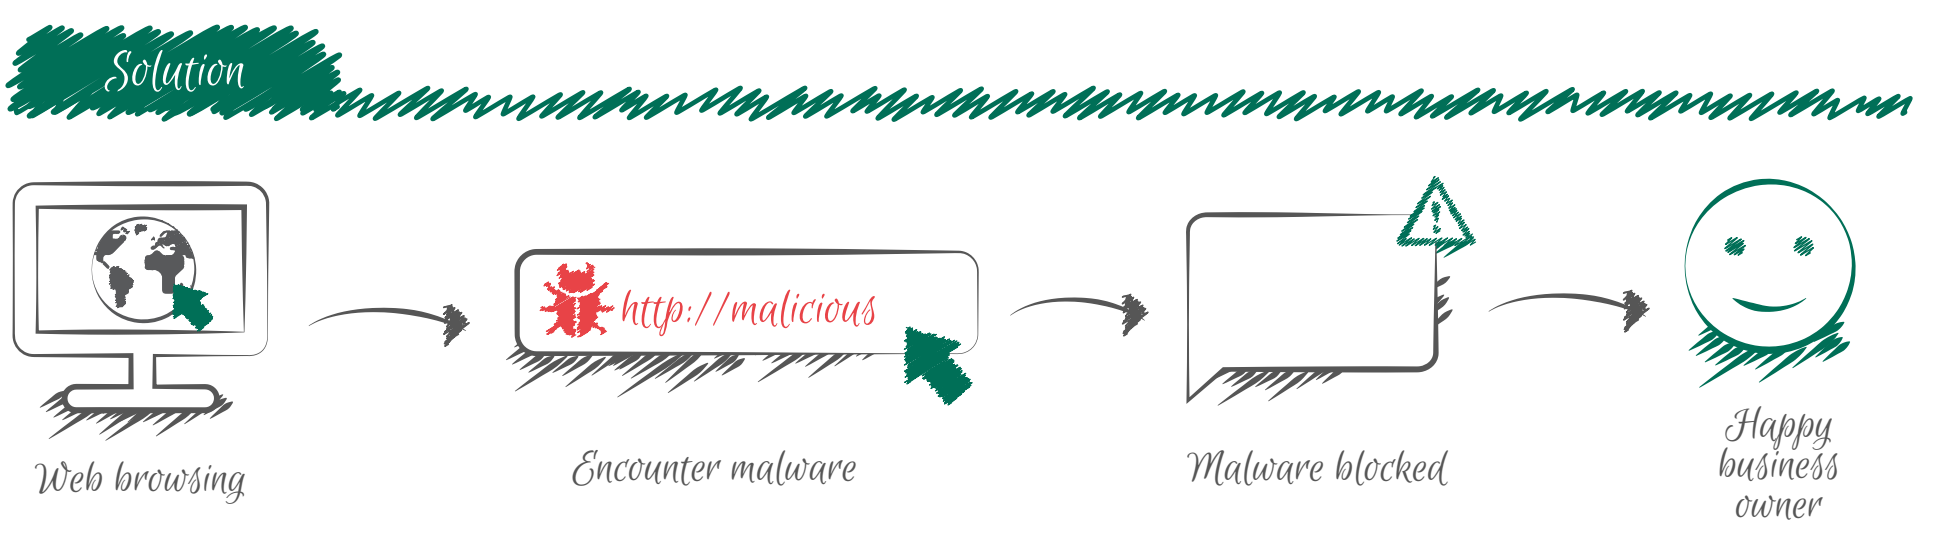 Solution
http://malicious
Web browsing
Encounter malware
Malware blocked
Happy
business
owner